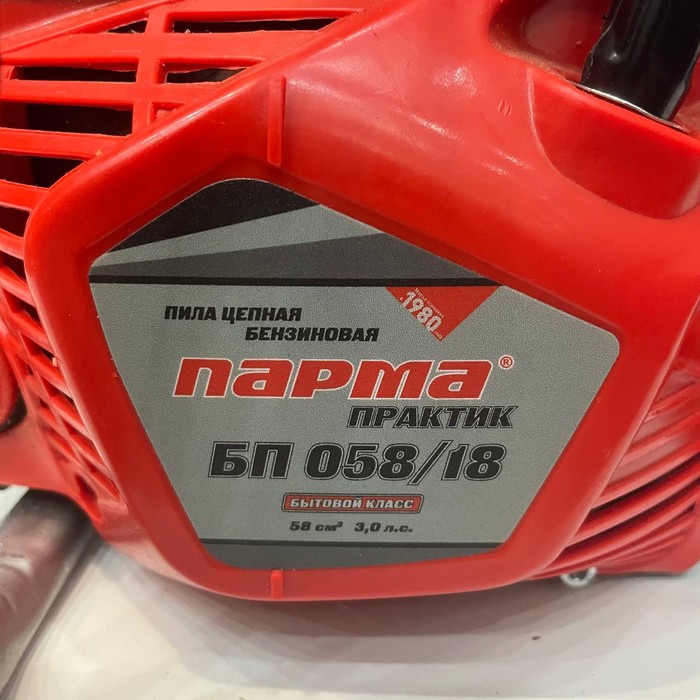 1980
ПИЛА ЦЕПНАЯ
БЕНЗИНОВАЯ
ПАРМА®
ПРАКТИК
БП 058/18
БЫТОВОЙ КЛАСС
58 см³ 3,0 л.с.